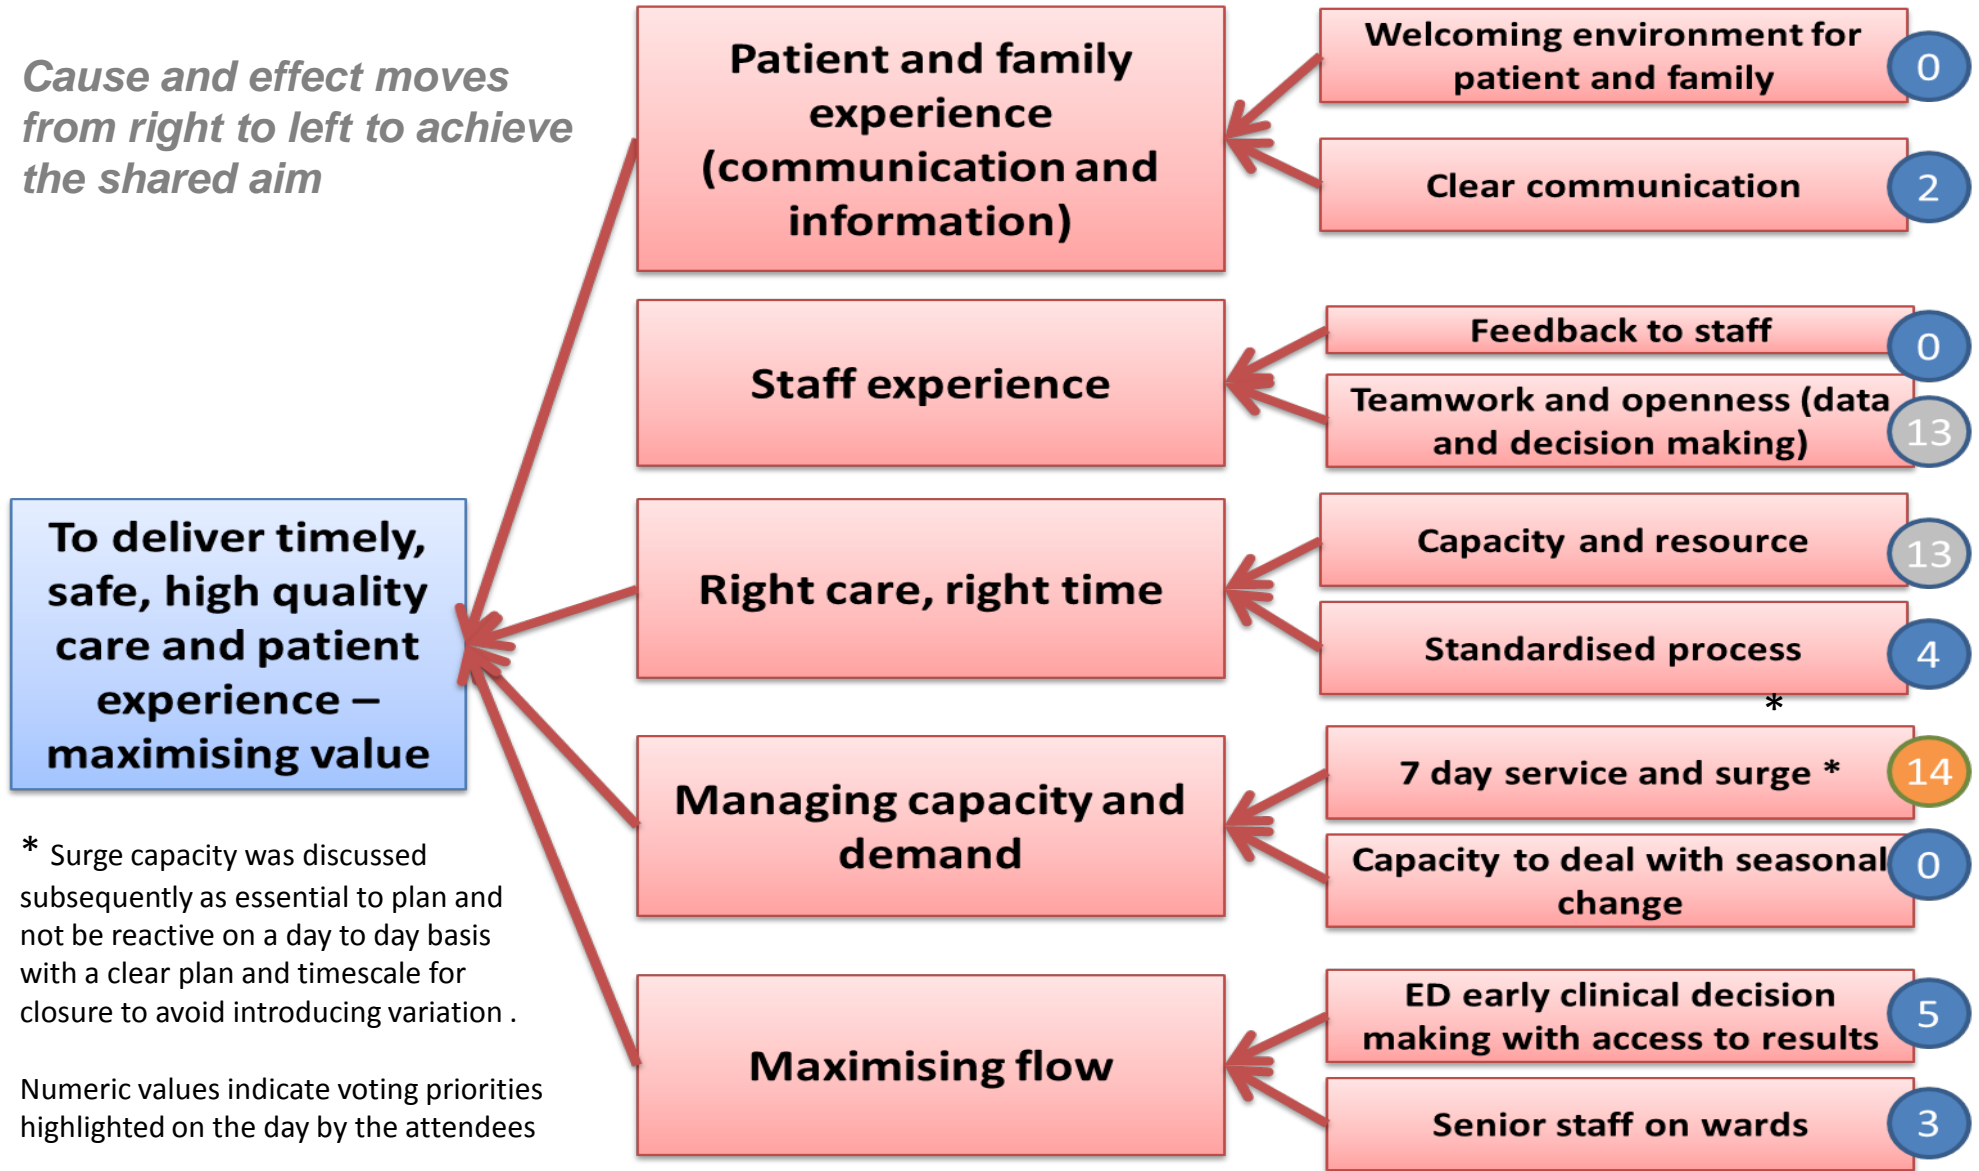 Cause and effect moves
from right to left to achieve
the shared aim
Patient and family
experience
(communication and
information)
Welcoming environment for
patient and family
0
Clear communication
2
Staff experience
Feedback to staff
0
Teamwork and openness (data
and decision making)
13
To deliver timely,
safe, high quality
care and patient
experience –
maximising value
Right care, right time
Capacity and resource
13
Standardised process
4
*
Managing capacity and
demand
7 day service and surge *
14
Capacity to deal with seasonal
change
0
Maximising flow
ED early clinical decision
making with access to results
5
Senior staff on wards
3
* Surge capacity was discussed
subsequently as essential to plan and
not be reactive on a day to day basis
with a clear plan and timescale for
closure to avoid introducing variation .
Numeric values indicate voting priorities
highlighted on the day by the attendees